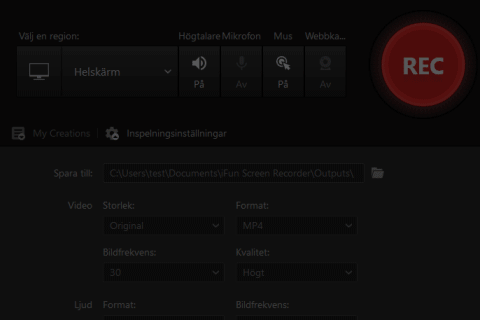 Välj en region:
Högtalare Mikrofon Mus Webbka...
Helskärm
På Av På Av
REC
My Creations | Inspelningsinställningar
Spara till: C:\Users\test\Documents\iFun Screen Recorder\Outputs\
Video Storlek: Format:
Original MP4
Bildfrekvens: Kvalitet:
30 Högt
Ljud Format: Bildfrekvens: